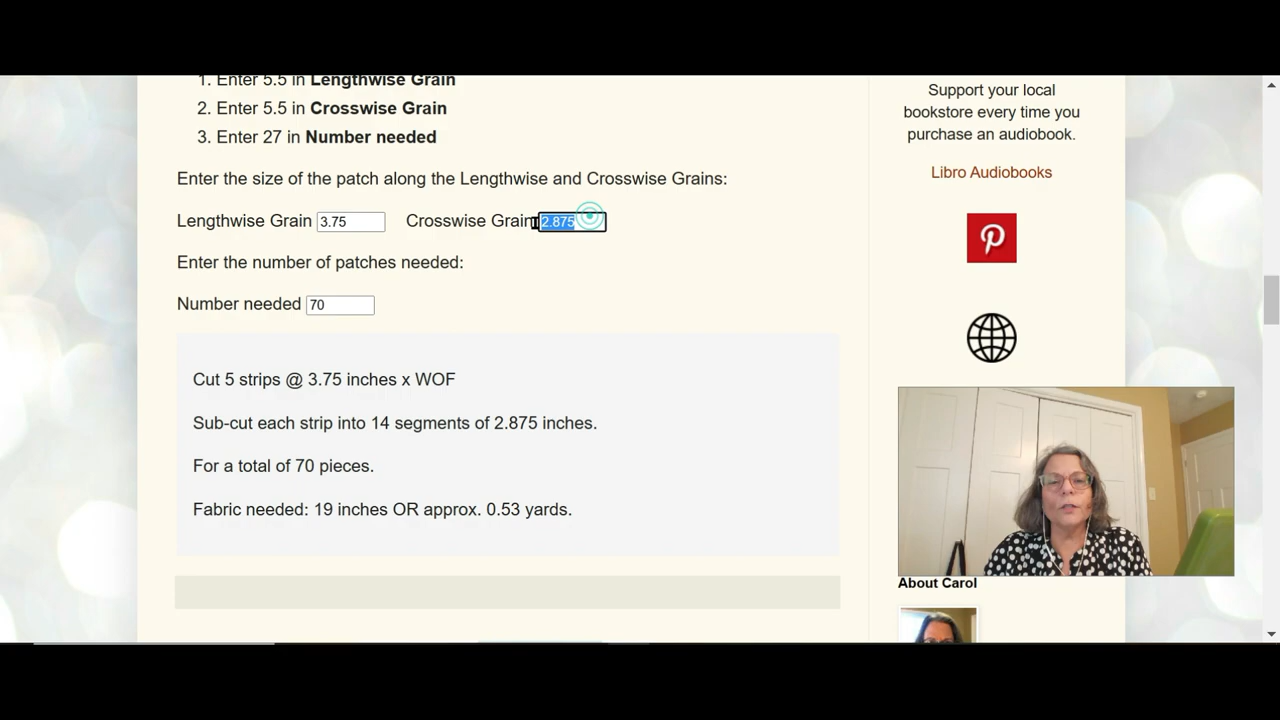 1. Enter 5.5 in Lengthwise Grain
2. Enter 5.5 in Crosswise Grain
3. Enter 27 in Number needed
Enter the size of the patch along the Lengthwise and Crosswise Grains:
Lengthwise Grain 3.75 Crosswise Grain 2.875
Enter the number of patches needed:
Number needed 70
Cut 5 strips @ 3.75 inches x WOF
Sub-cut each strip into 14 segments of 2.875 inches.
For a total of 70 pieces.
Fabric needed: 19 inches OR approx. 0.53 yards.
Support your local
bookstore every time you
purchase an audiobook.
Libro Audiobooks
About Carol